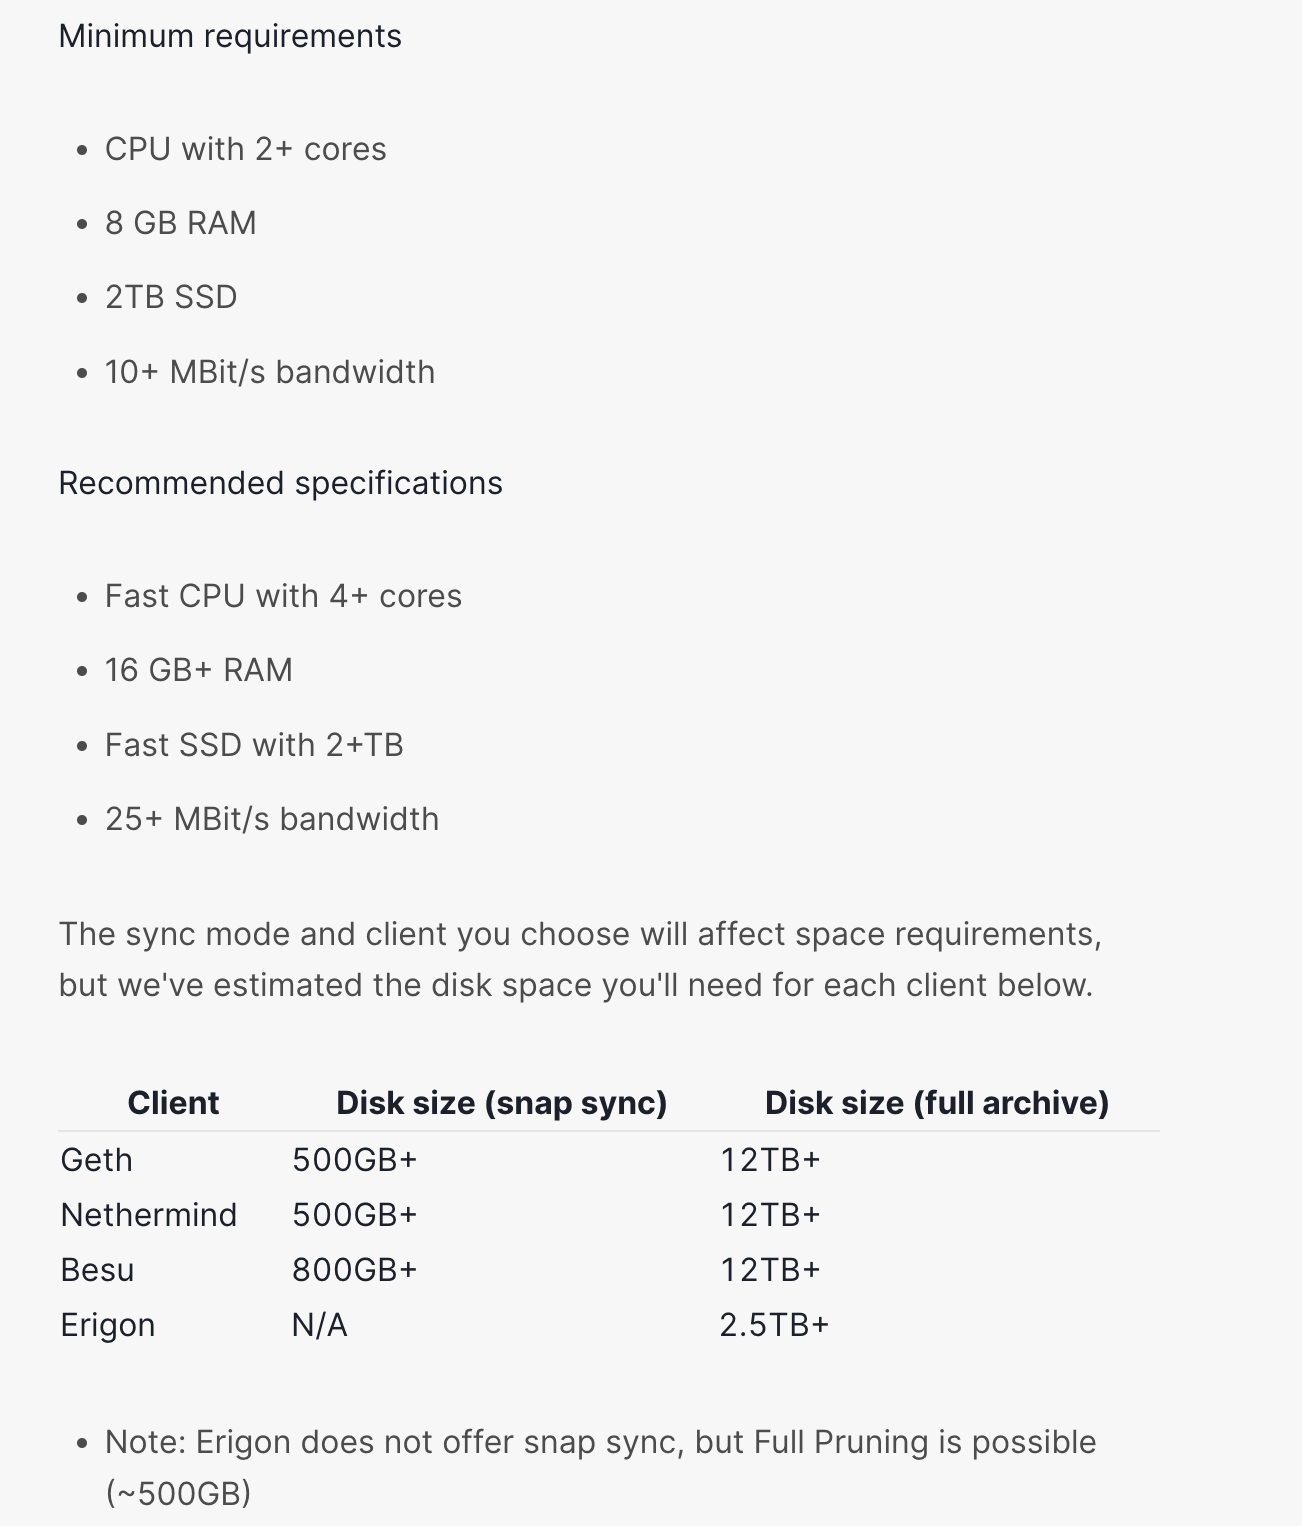 Minimum requirements
• CPU with 2+ cores
• 8 GB RAM
• 2TB SSD
• 10+ MBit/s bandwidth
Recommended specifications
• Fast CPU with 4+ cores
• 16 GB+ RAM
• Fast SSD with 2+TB
• 25+ MBit/s bandwidth
The sync mode and client you choose will affect space requirements,
but we've estimated the disk space you'll need for each client below.
Client Disk size (snap sync) Disk size (full archive)
Geth 500GB+ 12TB+
Nethermind 500GB+ 12TB+
Besu 800GB+ 12TB+
Erigon N/A 2.5TB+
• Note: Erigon does not offer snap sync, but Full Pruning is possible
(~500GB)